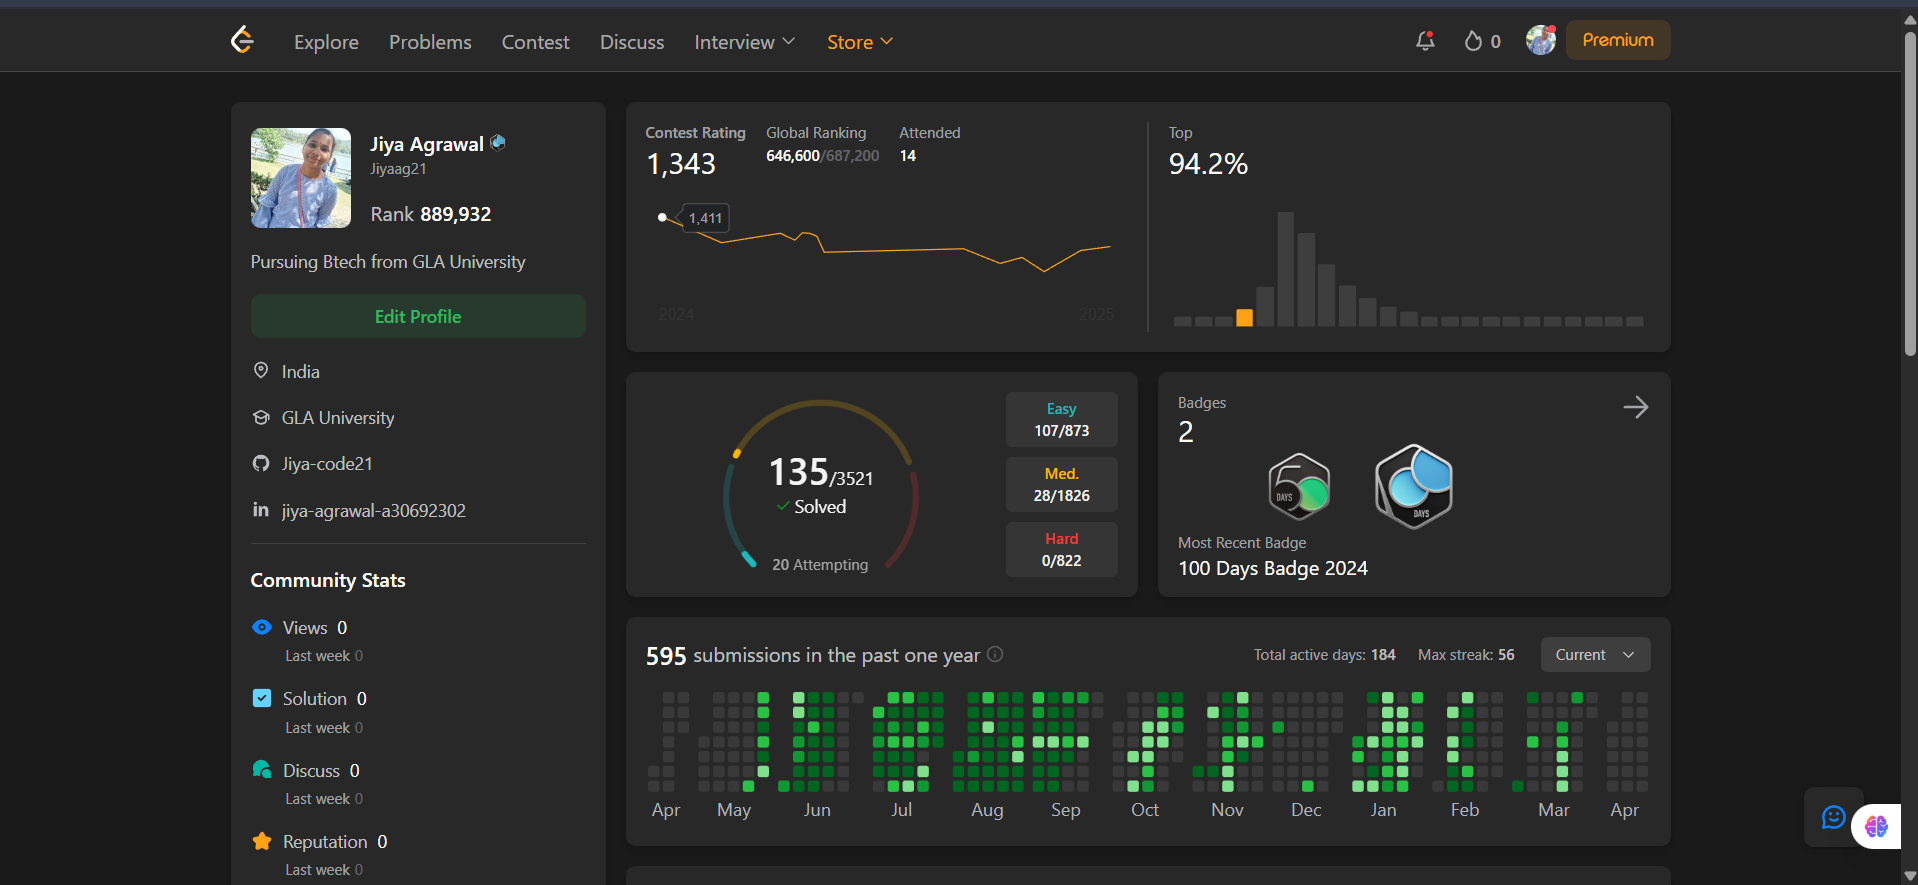 Explore Problems Contest Discuss Interview Store 0 Premium
Jiya Agrawal
Jiyaag21
Rank 889,932
Pursuing Btech from GLA University
Edit Profile
India
GLA University
Jiya-code21
jiya-agrawal-a30692302
Community Stats
Views 0
Last week 0
Solution 0
Last week 0
Discuss 0
Last week 0
Reputation 0
Last week 0
Contest Rating
1,343
Global Ranking
646,600/687,200
Attended
14
1,411
2024 2025
Top
94.2%
135/3521
Solved
20 Attempting
Easy
107/873
Med.
28/1826
Hard
0/822
Badges
2
50
DAYS
DAYS
Most Recent Badge
100 Days Badge 2024
595 submissions in the past one year
Total active days: 184 Max streak: 56 Current
Apr May Jun Jul Aug Sep Oct Nov Dec Jan Feb Mar Apr